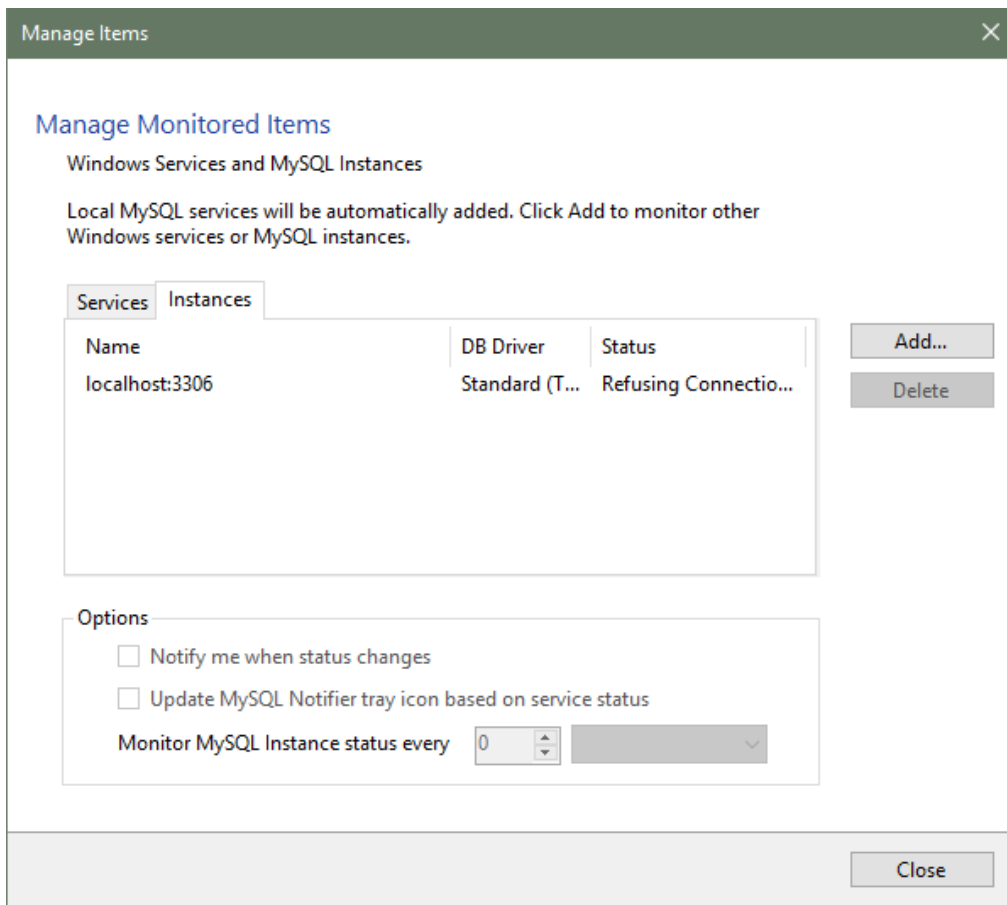 Manage Items
Manage Monitored Items
Windows Services and MySQL Instances
Local MySQL services will be automatically added. Click Add to monitor other
Windows services or MySQL instances.
Services Instances
Name DB Driver Status
localhost:3306 Standard (T... Refusing Connectio...
Add...
Delete
Options
Notify me when status changes
Update MySQL Notifier tray icon based on service status
Monitor MySQL Instance status every 0
Close